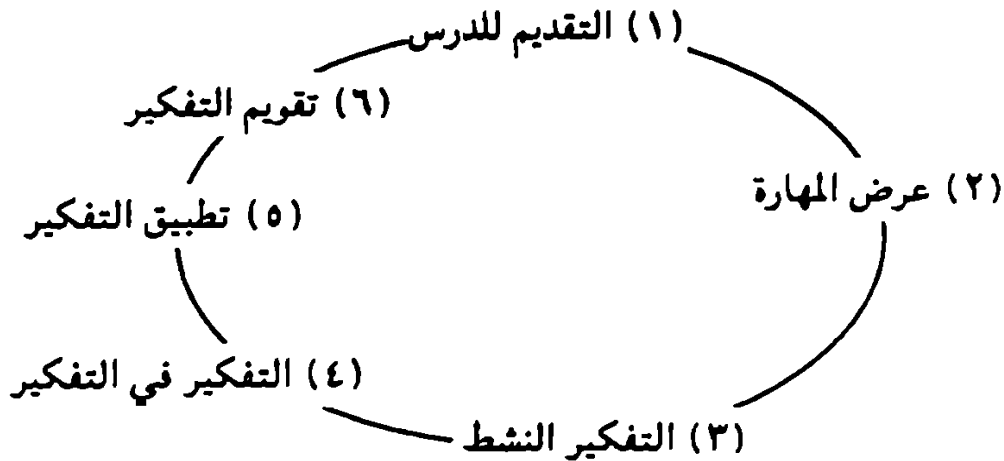 (١) التقديم للدرس
(٢) عرض المهارة
(٣) التفكير النشط
(٤) التفكير في التفكير
(٥) تطبيق التفكير
(٦) تقويم التفكير